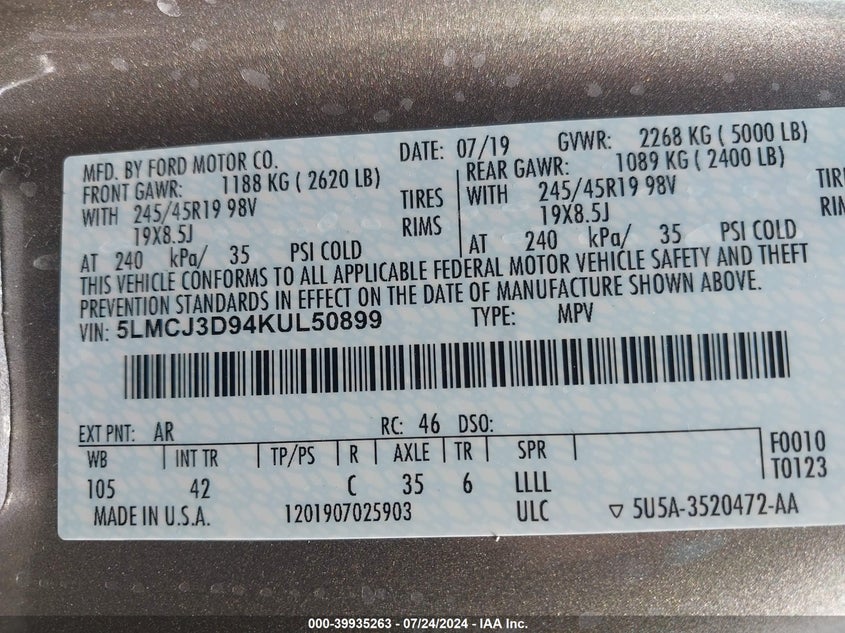 MFD. BY FORD MOTOR CO. DATE: 07/19 GVWR: 2268 KG ( 5000 LB)
FRONT GAWR: 1188 KG ( 2620 LB) REAR GAWR: 1089 KG ( 2400 LB)
WITH 245/45R19 98V TIRES WITH 245/45R19 98V
19X8.5J RIMS 19X8.5J
AT 240 kPa/ 35 PSI COLD AT 240 kPa/ 35 PSI COLD
THIS VEHICLE CONFORMS TO ALL APPLICABLE FEDERAL MOTOR VEHICLE SAFETY AND THEFT
PREVENTION STANDARDS IN EFFECT ON THE DATE OF MANUFACTURE SHOWN ABOVE.
VIN: 5LMCJ3D94KUL50899 TYPE: MPV
EXT PNT: AR RC: 46 DSO:
WB INT TR TP/PS R AXLE TR SPR F0010
105 42 C 35 6 LLLL T0123
MADE IN U.S.A. 1201907025903 ULC ▽ 5U5A-3520472-AA
000-39935263 - 07/24/2024 - IAA Inc.